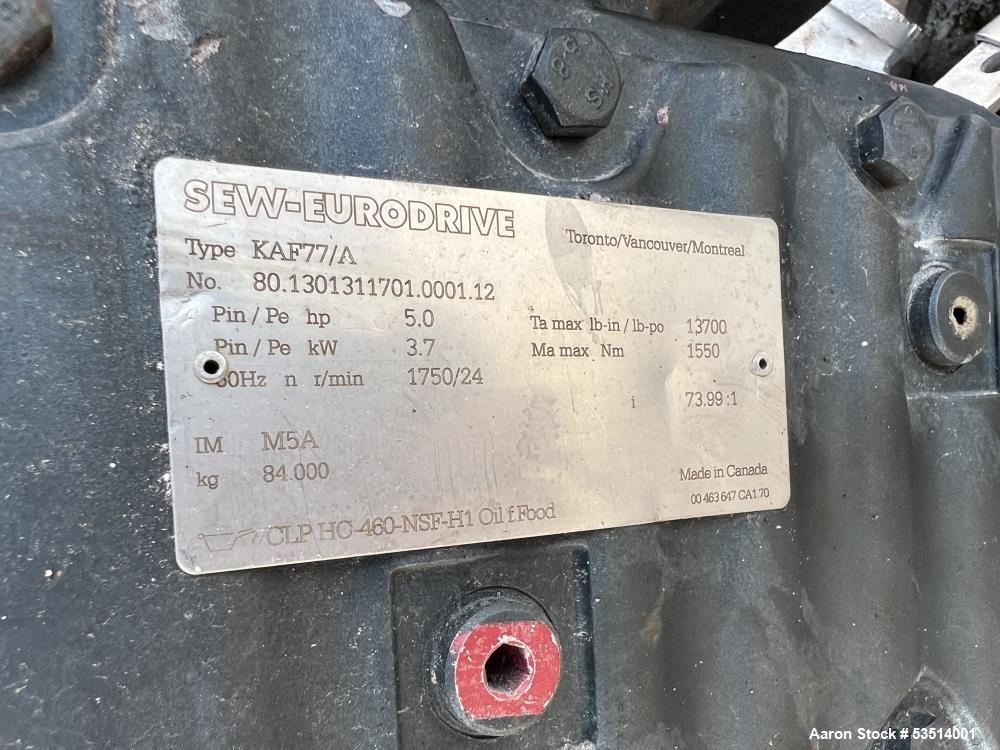 8.8
SEW-EURODRIVE
Toronto/Vancouver/Montreal
Type KAF77/A
No. 80.1301311701.0001.12
Pin / Pe hp 5.0
Ta max lb-in / lb-po 13700
Pin / Pe kW 3.7
Ma max Nm 1550
60Hz n r/min 1750/24
i 73.99 :1
IM M5A
kg 84.000
Made in Canada
00 463 647 CA1.70
CLP HC-460-NSF-H1 Oil f.Food
Aaron Stock # 53514001